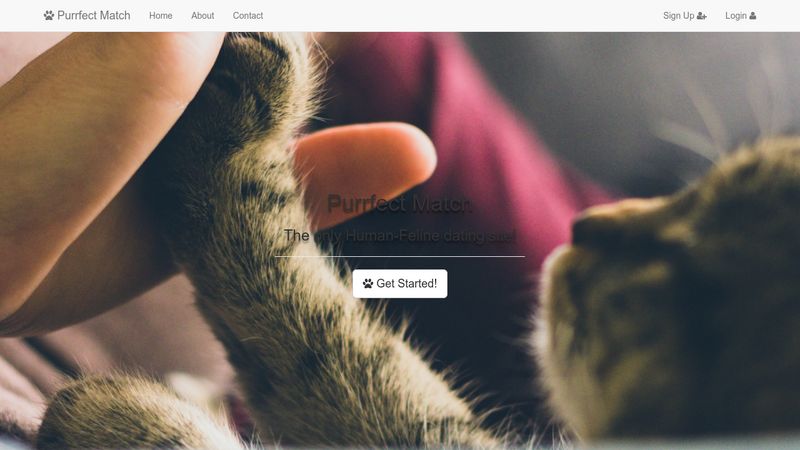 Purrfect Match Home About Contact Sign Up Login
Purrfect Match
The only Human-Feline dating site!
Get Started!